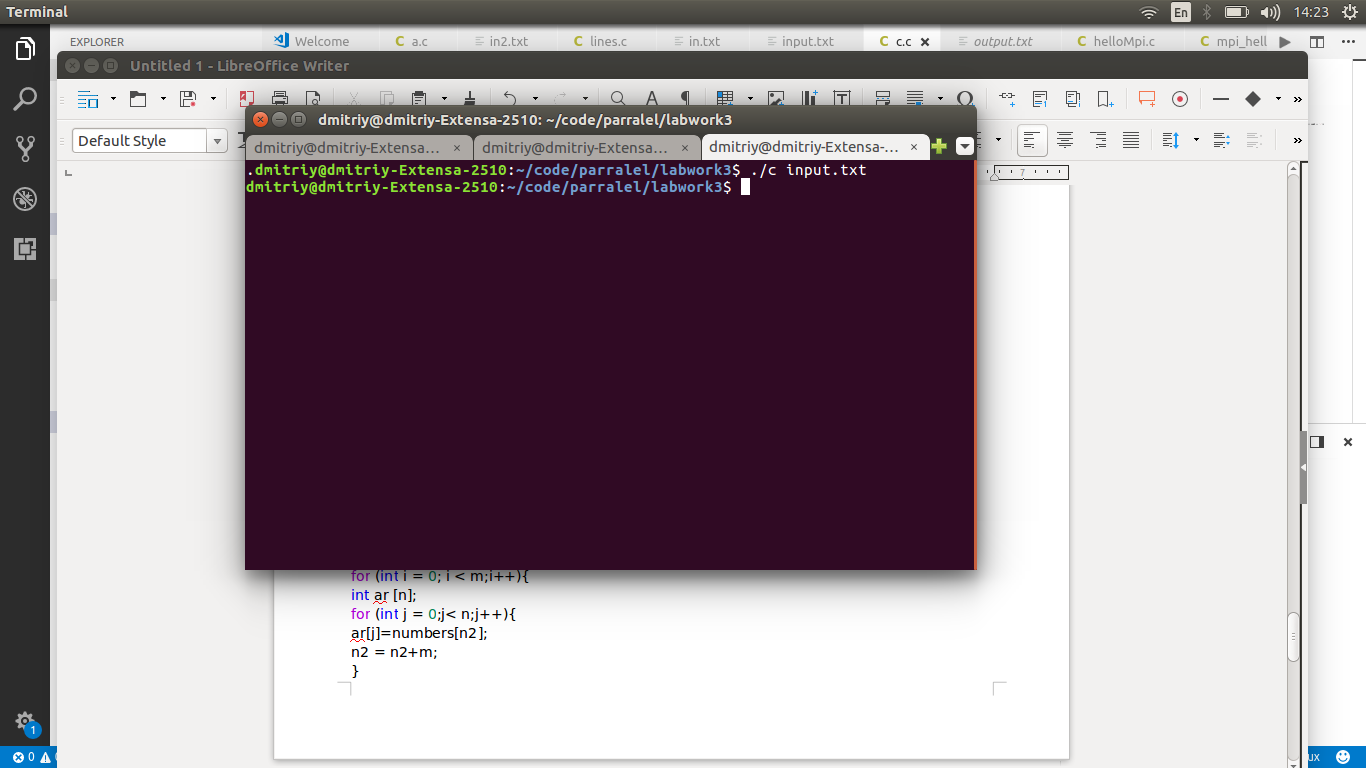 Terminal
En
14:23
EXPLORER
Welcome
a.c
in2.txt
lines.c
in.txt
input.txt
c.c
output.txt
helloMpi.c
mpi_hell
Untitled 1 - LibreOffice Writer
Default Style
dmitriy@dmitriy-Extensa-2510: ~/code/parralel/labwork3
dmitriy@dmitriy-Extensa...
dmitriy@dmitriy-Extensa...
dmitriy@dmitriy-Extensa-...
.dmitriy@dmitriy-Extensa-2510:~/code/parralel/labwork3$ ./c input.txt
dmitriy@dmitriy-Extensa-2510:~/code/parralel/labwork3$
7
for (int i = 0; i < m;i++){
int ar [n];
for (int j = 0;j< n;j++){
ar[j]=numbers[n2];
n2 = n2+m;
}
1
0
ux